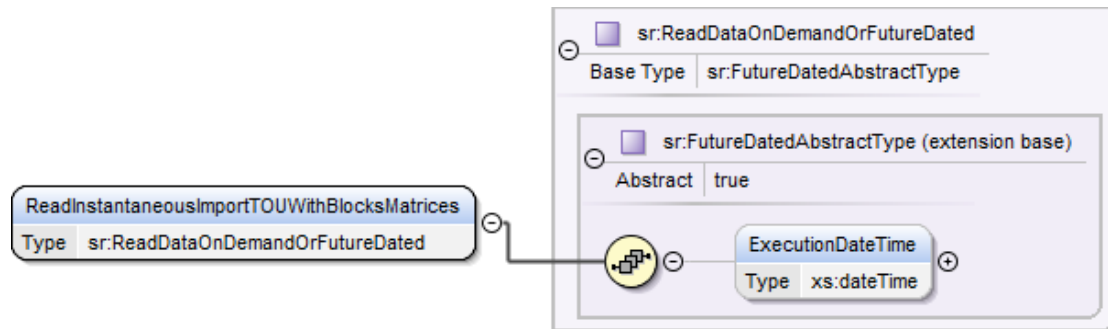 sr:ReadDataOnDemandOrFutureDated
Base Type sr:FutureDatedAbstractType
sr:FutureDatedAbstractType (extension base)
Abstract true
ReadInstantaneousImportTOUWithBlocksMatrices
Type sr:ReadDataOnDemandOrFutureDated
ExecutionDateTime
Type xs:dateTime